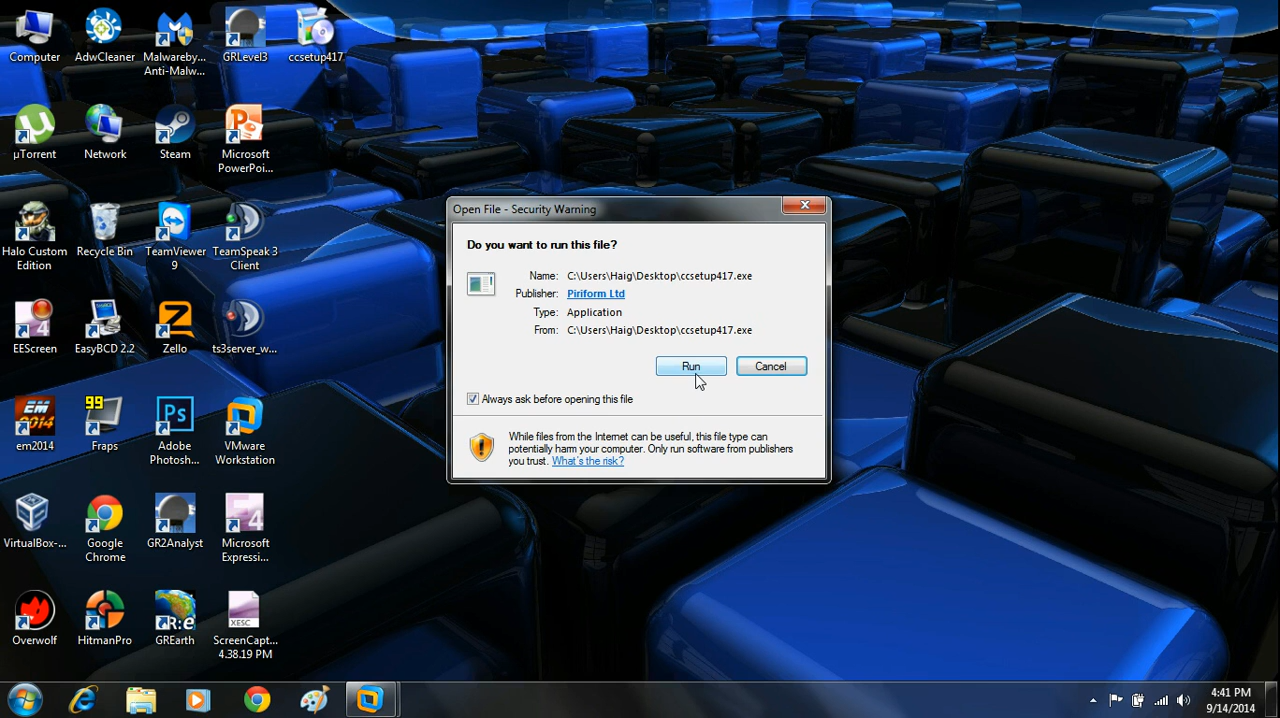 Computer
AdwCleaner
Malwareby...
Anti-Malw...
GRLevel3
ccsetup417
µTorrent
Network
Steam
Microsoft
PowerPoi...
Halo Custom
Edition
Recycle Bin
TeamViewer
9
TeamSpeak 3
Client
EEScreen
EasyBCD 2.2
Zello
ts3server_w...
EM
2014
em2014
99
Fraps
Ps
Adobe
Photosh...
VMware
Workstation
VirtualBox-...
Google
Chrome
GR2Analyst
Microsoft
Expressi...
Overwolf
HitmanPro
R:e
GREarth
XESC
ScreenCapt...
4.38.19 PM
Open File - Security Warning
Do you want to run this file?
Name: C:\Users\Haig\Desktop\ccsetup417.exe
Publisher: Piriform Ltd
Type: Application
From: C:\Users\Haig\Desktop\ccsetup417.exe
Run
Cancel
Always ask before opening this file
While files from the Internet can be useful, this file type can
potentially harm your computer. Only run software from publishers
you trust. What's the risk?
4:41 PM
9/14/2014